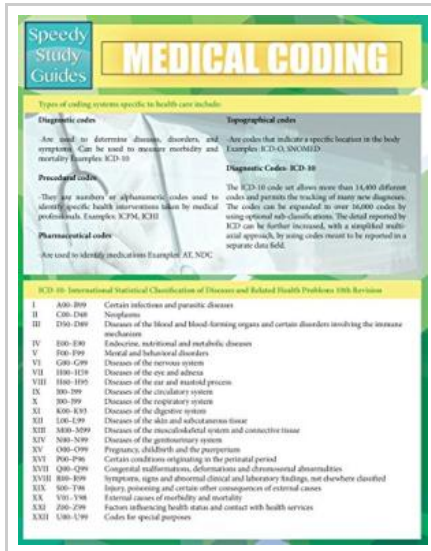 Speedy
Study
Guides
MEDICAL CODING
Types of coding systems specific to health care include:
Diagnostic codes
-Are used to determine diseases, disorders, and
symptoms. Can be used to measure morbidity and
mortality Examples: ICD-10
Procedural codes
-They are numbers or alphanumeric codes used to
identify specific health interventions taken by medical
professionals. Examples: ICPM, ICHI
Pharmaceutical codes
-Are used to identify medications Examples: AT, NDC
Topographical codes
-Are codes that indicate a specific location in the body
Examples: ICD-O, SNOMED
Diagnostic Codes- ICD-10
The ICD-10 code set allows more than 14,400 different
codes and permits the tracking of many new diagnoses.
The codes can be expanded to over 16,000 codes by
using optional sub-classifications. The detail reported by
ICD can be further increased, with a simplified multi-
axial approach, by using codes meant to be reported in a
separate data field.
ICD-10- International Statistical Classification of Diseases and Related Health Problems 10th Revision
I A00-B99 Certain infectious and parasitic diseases
II C00-D48 Neoplasms
III D50-D89 Diseases of the blood and blood-forming organs and certain disorders involving the immune
mechanism
IV E00-E90 Endocrine, nutritional and metabolic diseases
V F00-F99 Mental and behavioral disorders
VI G00-G99 Diseases of the nervous system
VII H00-H59 Diseases of the eye and adnexa
VIII H60-H95 Diseases of the ear and mastoid process
IX I00-I99 Diseases of the circulatory system
X Diseases of the respiratory system
XI K00-K93 Diseases of the digestive system
XII L00-L99 Diseases of the skin and subcutaneous tissue
XIII M00-M99 Diseases of the musculoskeletal system and connective tissue
XIV N00-N99 Diseases of the genitourinary system
XV O00-O99 Pregnancy, childbirth and the puerperium
XVI P00-P96 Certain conditions originating in the perinatal period
XVII Q00-Q99 Congenital malformations, deformations and chromosomal abnormalities
XVIII R00-R99 Symptoms, signs and abnormal clinical and laboratory findings, not elsewhere classified
XIX S00-T98 Injury, poisoning and certain other consequences of external causes
XX V01-Y98 External causes of morbidity and mortality
XXI Z00-Z99 Factors influencing health status and contact with health services
XXII U00-U99 Codes for special purposes